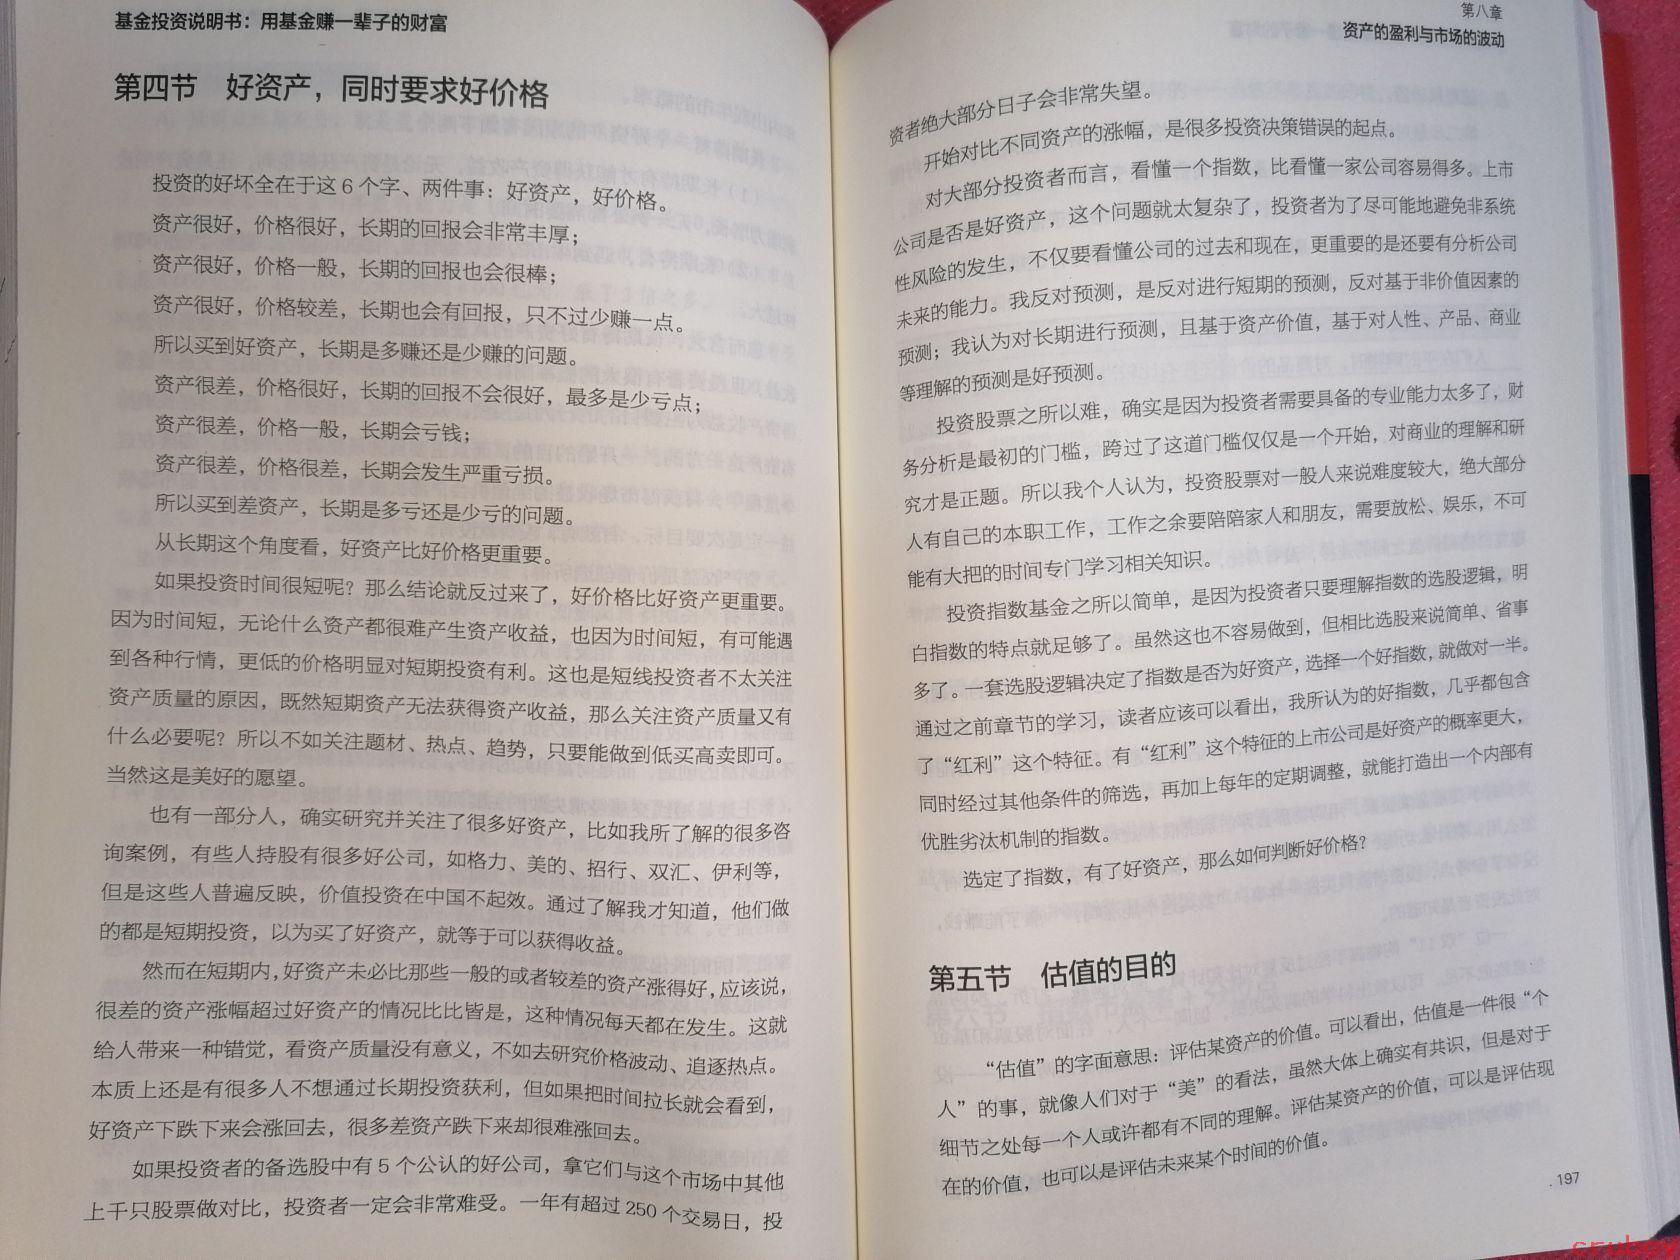 基金投资说明书：用基金赚一辈子的财富
第四节 好资产，同时要求好价格
投资的好坏全在于这6个字、两件事：好资产，好价格。
资产很好，价格很好，长期的回报会非常丰厚；
资产很好，价格一般，长期的回报也会很棒；
资产很好，价格较差，长期也会有回报，只不过少赚一点。
所以买到好资产，长期是多赚还是少赚的问题。
资产很差，价格很好，长期的回报不会很好，最多是少亏点；
资产很差，价格一般，长期会亏钱；
资产很差，价格很差，长期会发生严重亏损。
所以买到差资产，长期是多亏还是少亏的问题。
从长期这个角度看，好资产比好价格更重要。
如果投资时间很短呢？那么结论就反过来了，好价格比好资产更重要。
因为时间短，无论什么资产都很难产生资产收益，也因为时间短，有可能遇
到各种行情，更低的价格明显对短期投资有利。这也是短线投资者不太关注
资产质量的原因，既然短期资产无法获得资产收益，那么关注资产质量又有
什么必要呢？所以不如关注题材、热点、趋势，只要能做到低买高卖即可。
当然这是美好的愿望。
也有一部分人，确实研究并关注了很多好资产，比如我所了解的很多咨
询案例，有些人持股有很多好公司，如格力、美的、招行、双汇、伊利等，
但是这些人普遍反映，价值投资在中国不起效。通过了解我才知道，他们做
的都是短期投资，以为买了好资产，就等于可以获得收益。
然而在短期内，好资产未必比那些一般的或者较差的资产涨得好，应该说，
很差的资产涨幅超过好资产的情况比比皆是，这种情况每天都在发生。这就
给人带来一种错觉，看资产质量没有意义，不如去研究价格波动、追逐热点。
本质上还是有很多人不想通过长期投资获利，但如果把时间拉长就会看到，
好资产下跌下来会涨回去，很多差资产跌下来却很难涨回去。
如果投资者的备选股中有5个公认的好公司，拿它们与这个市场中其他
上千只股票做对比，投资者一定会非常难受。一年有超过250个交易日，投
第八章
资产的盈利与市场的波动
资者绝大部分日子会非常失望。
开始对比不同资产的涨幅，是很多投资决策错误的起点。
对大部分投资者而言，看懂一个指数，比看懂一家公司容易得多。上市
公司是否是好资产，这个问题就太复杂了，投资者为了尽可能地避免非系统
性风险的发生，不仅要看懂公司的过去和现在，更重要的是还要有分析公司
未来的能力。我反对预测，是反对进行短期的预测，反对基于非价值因素的
预测；我认为对长期进行预测，且基于资产价值，基于对人性、产品、商业
等理解的预测是好预测。
投资股票之所以难，确实是因为投资者需要具备的专业能力太多了，财
务分析是最初的门槛，跨过了这道门槛仅仅是一个开始，对商业的理解和研
究才是正题。所以我个人认为，投资股票对一般人来说难度较大，绝大部分
人有自己的本职工作，工作之余要陪陪家人和朋友，需要放松、娱乐，不可
能有大把的时间专门学习相关知识。
投资指数基金之所以简单，是因为投资者只要理解指数的选股逻辑，明
白指数的特点就足够了。虽然这也不容易做到，但相比选股来说简单、省事
多了。一套选股逻辑决定了指数是否为好资产，选择一个好指数，就做对一半。
通过之前章节的学习，读者应该可以看出，我所认为的好指数，几乎都包含
了“红利”这个特征。有“红利”这个特征的上市公司是好资产的概率更大，
同时经过其他条件的筛选，再加上每年的定期调整，就能打造出一个内部有
优胜劣汰机制的指数。
选定了指数，有了好资产，那么如何判断好价格？
第五节 估值的目的
“估值”的字面意思：评估某资产的价值。可以看出，估值是一件很“个
人”的事，就像人们对于“美”的看法，虽然大体上确实有共识，但是对于
细节之处每一个人或许都有不同的理解。评估某资产的价值，可以是评估现
在的价值，也可以是评估未来某个时间的价值。
197